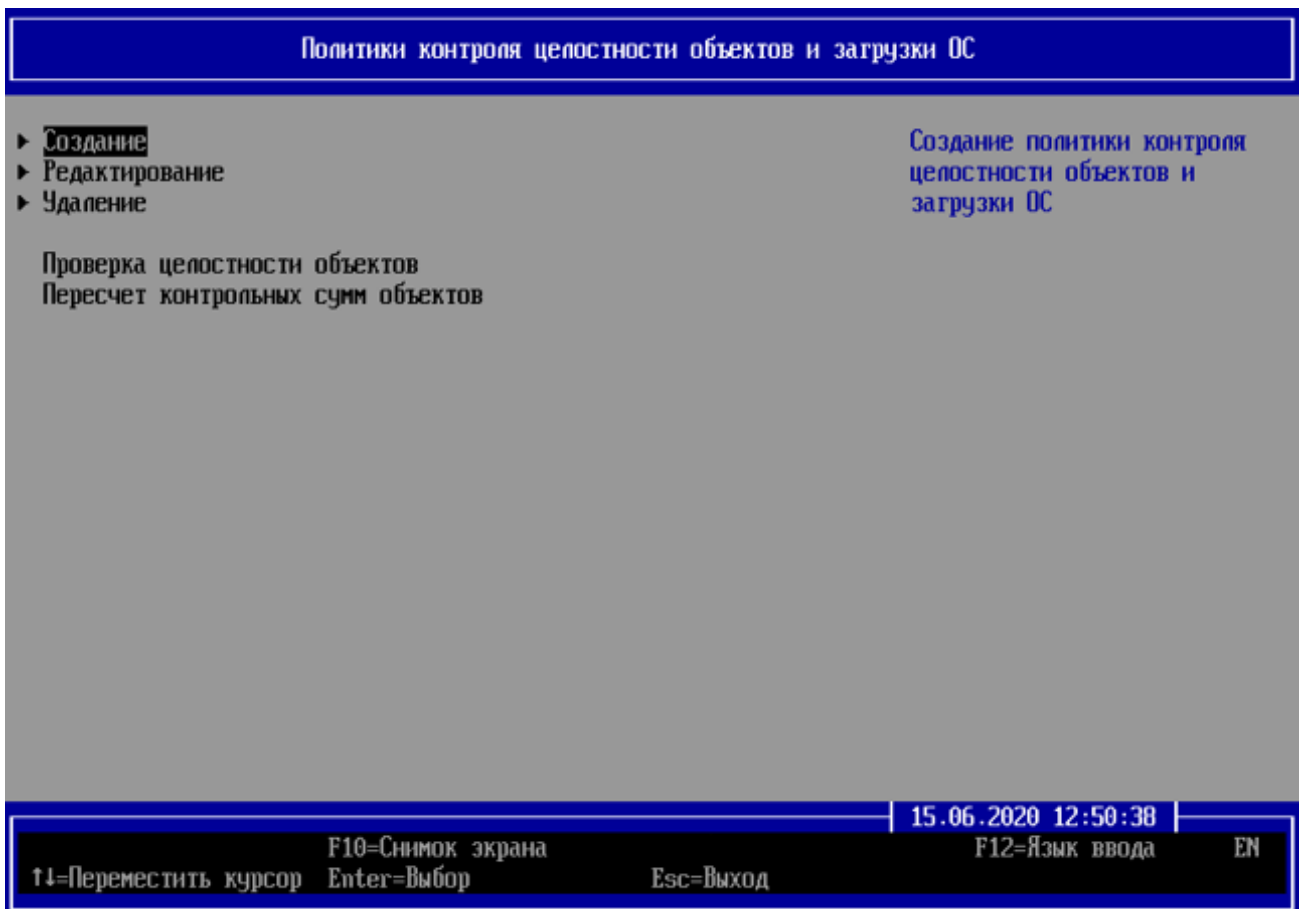 Политики контроля целостности объектов и загрузки ОС
Создание
Редактирование
Удаление
Проверка целостности объектов
Пересчет контрольных сумм объектов
Создание политики контроля
целостности объектов и
загрузки ОС
15.06.2020 12:50:38
F10=Снимок экрана F12=Язык ввода EN
↑↓=Переместить курсор Enter=Выбор Esc=Выход